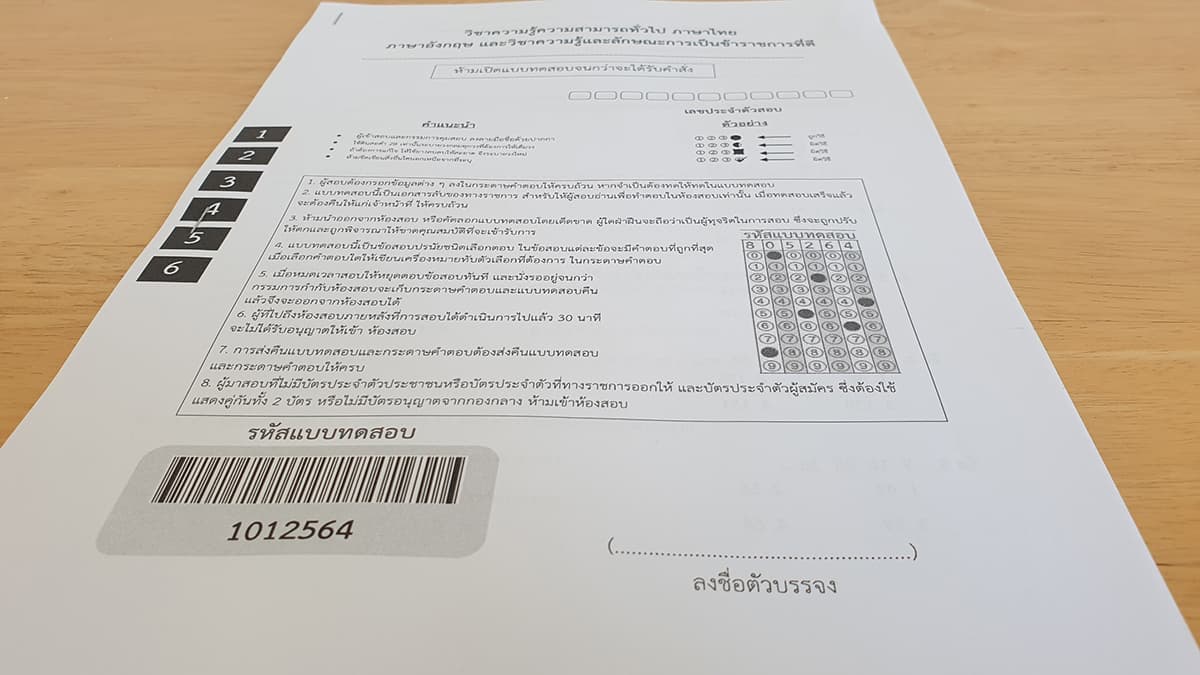 วิชาความรู้ความสามารถทั่วไป ภาษาไทย
ภาษาอังกฤษ และวิชาความรู้และลักษณะการเป็นข้าราชการที่ดี
ห้ามเปิดแบบทดสอบจนกว่าจะได้รับคำสั่ง
เลขประจำตัวสอบ
คำแนะนำ
ตัวอย่าง
ผู้เข้าสอบและกรรมการคุมสอบ ลงลายมือชื่อด้วยปากกา
1
2
3
4
5
6
1. ผู้สอบต้องกรอกข้อมูลต่าง ๆ ลงในกระดาษคำตอบให้ครบถ้วน หากจำเป็นต้องทดให้ทดในแบบทดสอบ
2. แบบทดสอบนี้เป็นเอกสารลับของทางราชการ สำหรับให้ผู้สอบอ่านเพื่อทำตอบในห้องสอบเท่านั้น เมื่อทดสอบเสร็จแล้ว
จะต้องคืนให้แก่เจ้าหน้าที่ ให้ครบถ้วน
3. ห้ามนำออกจากห้องสอบ หรือคัดลอกแบบทดสอบโดยเด็ดขาด ผู้ใดฝ่าฝืนจะถือว่าเป็นผู้ทุจริตในการสอบ ซึ่งจะถูกปรับ
ให้ตกและถูกพิจารณาให้ขาดคุณสมบัติที่จะเข้ารับการ
4. แบบทดสอบนี้เป็นข้อสอบปรนัยชนิดเลือกตอบ ในข้อสอบแต่ละข้อจะมีคำตอบที่ถูกที่สุด
เมื่อเลือกคำตอบใดให้เขียนเครื่องหมายทับตัวเลือกที่ต้องการ ในกระดาษคำตอบ
5. เมื่อหมดเวลาสอบให้หยุดตอบข้อสอบทันที และนั่งรออยู่จนกว่า
กรรมการกำกับห้องสอบจะเก็บกระดาษคำตอบและแบบทดสอบคืน
แล้วจึงจะออกจากห้องสอบได้
6. ผู้ที่ไปถึงห้องสอบภายหลังที่การสอบได้ดำเนินการไปแล้ว 30 นาที
จะไม่ได้รับอนุญาตให้เข้า ห้องสอบ
7. การส่งคืนแบบทดสอบและกระดาษคำตอบต้องส่งคืนแบบทดสอบ
และกระดาษคำตอบให้ครบ
8. ผู้มาสอบที่ไม่มีบัตรประจำตัวประชาชนหรือบัตรประจำตัวที่ทางราชการออกให้ และบัตรประจำตัวผู้สมัคร ซึ่งต้องใช้
แสดงคู่กันทั้ง 2 บัตร หรือไม่มีบัตรอนุญาตจากกองกลาง ห้ามเข้าห้องสอบ
รหัสแบบทดสอบ
8 0 5 2 6 4
รหัสแบบทดสอบ
1012564
(..................................................)
ลงชื่อตัวบรรจง